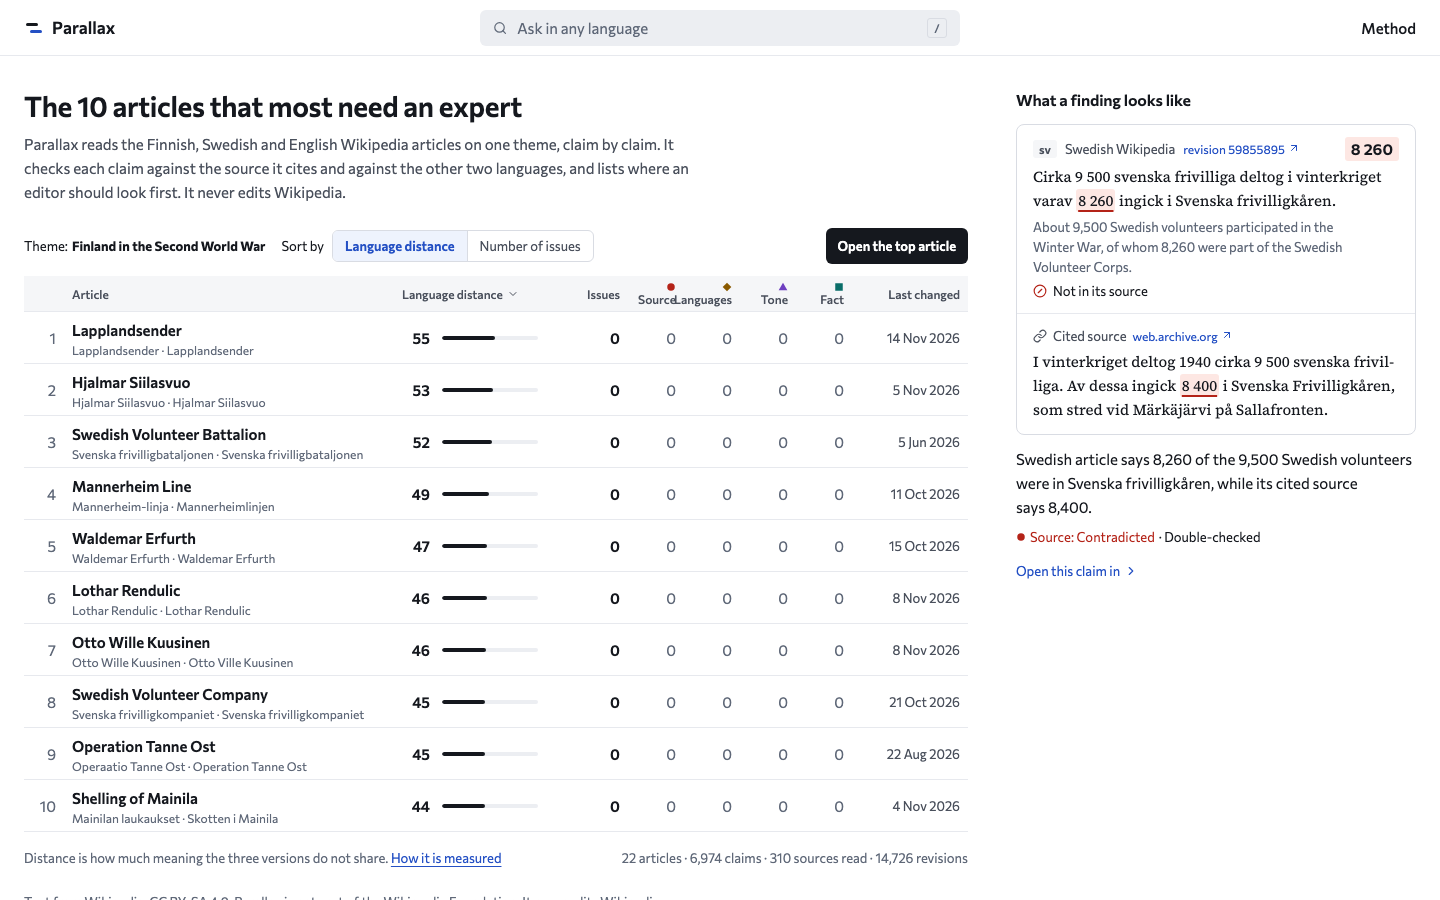 Parallax
Ask in any language
/
Method
The 10 articles that most need an expert
Parallax reads the Finnish, Swedish and English Wikipedia articles on one theme, claim by claim. It
checks each claim against the source it cites and against the other two languages, and lists where an
editor should look first. It never edits Wikipedia.
Theme: Finland in the Second World War Sort by Language distance Number of issues
Open the top article
Article Language distance Issues Source Languages Tone Fact Last changed
1 Lapplandsender 55 0 0 0 0 0 14 Nov 2026
Lapplandsender · Lapplandsender
2 Hjalmar Siilasvuo 53 0 0 0 0 0 5 Nov 2026
Hjalmar Siilasvuo · Hjalmar Siilasvuo
3 Swedish Volunteer Battalion 52 0 0 0 0 0 5 Jun 2026
Svenska frivilligbataljonen · Svenska frivilligbataljonen
4 Mannerheim Line 49 0 0 0 0 0 11 Oct 2026
Mannerheim-linja · Mannerheimlinjen
5 Waldemar Erfurth 47 0 0 0 0 0 15 Oct 2026
Waldemar Erfurth · Waldemar Erfurth
6 Lothar Rendulic 46 0 0 0 0 0 8 Nov 2026
Lothar Rendulic · Lothar Rendulic
7 Otto Wille Kuusinen 46 0 0 0 0 0 8 Nov 2026
Otto Wille Kuusinen · Otto Ville Kuusinen
8 Swedish Volunteer Company 45 0 0 0 0 0 21 Oct 2026
Svenska frivilligkompaniet · Svenska frivilligkompaniet
9 Operation Tanne Ost 45 0 0 0 0 0 22 Aug 2026
Operaatio Tanne Ost · Operation Tanne Ost
10 Shelling of Mainila 44 0 0 0 0 0 4 Nov 2026
Mainilan laukaukset · Skotten i Mainila
Distance is how much meaning the three versions do not share. How it is measured
22 articles · 6,974 claims · 310 sources read · 14,726 revisions
What a finding looks like
sv Swedish Wikipedia revision 59855895 8 260
Cirka 9 500 svenska frivilliga deltog i vinterkriget
varav 8 260 ingick i Svenska frivilligkåren.
About 9,500 Swedish volunteers participated in the
Winter War, of whom 8,260 were part of the Swedish
Volunteer Corps.
Not in its source
Cited source web.archive.org
I vinterkriget deltog 1940 cirka 9 500 svenska frivil-
liga. Av dessa ingick 8 400 i Svenska Frivilligkåren,
som stred vid Märkäjärvi på Sallafronten.
Swedish article says 8,260 of the 9,500 Swedish volunteers
were in Svenska frivilligkåren, while its cited source
says 8,400.
Source: Contradicted · Double-checked
Open this claim in